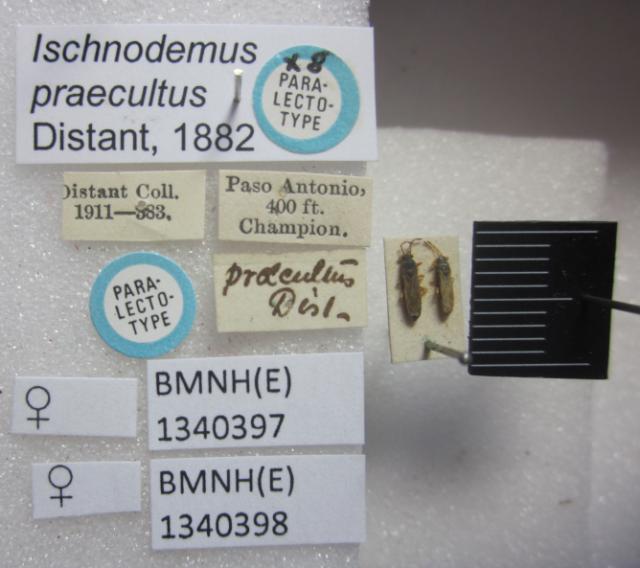 Ischnodemus
praecultus
Distant, 1882
x8
PARA-
LECTO-
TYPE
Distant Coll.
1911—383.
Paso Antonio,
400 ft.
Champion.
PARA-
LECTO-
TYPE
præcultus
Dist.
♀
BMNH(E)
1340397
♀
BMNH(E)
1340398